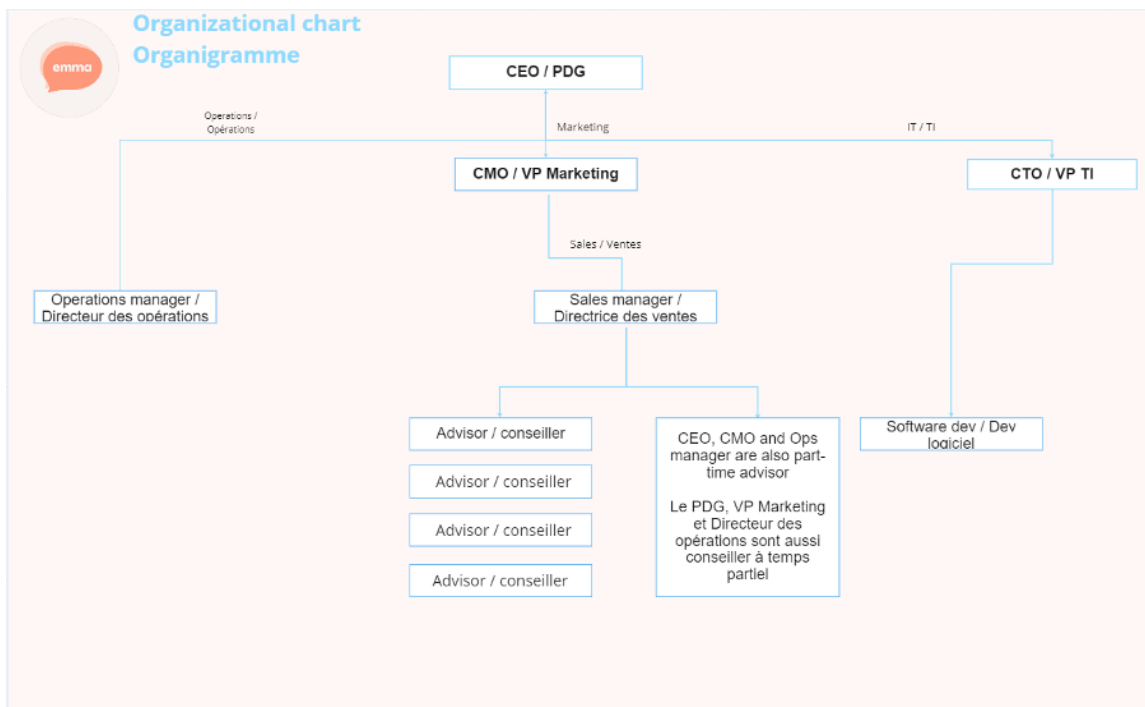 Organizational chart
Organigramme
emma
CEO / PDG
Operations /
Opérations
Marketing
IT / TI
CMO / VP Marketing
CTO / VP TI
Sales / Ventes
Operations manager /
Directeur des opérations
Sales manager /
Directrice des ventes
Advisor / conseiller
Advisor / conseiller
Advisor / conseiller
Advisor / conseiller
CEO, CMO and Ops
manager are also part-
time advisor
Le PDG, VP Marketing
et Directeur des
opérations sont aussi
conseiller à temps
partiel
Software dev / Dev
logiciel